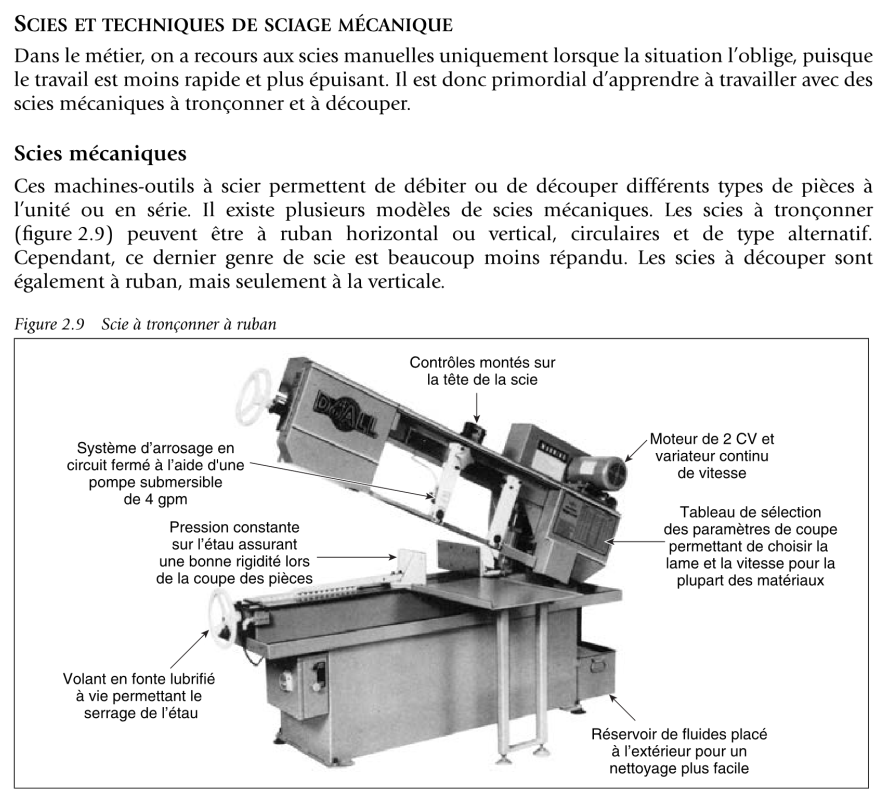 SCIES ET TECHNIQUES DE SCIAGE MÉCANIQUE
Dans le métier, on a recours aux scies manuelles uniquement lorsque la situation l’oblige, puisque
le travail est moins rapide et plus épuisant. Il est donc primordial d’apprendre à travailler avec des
scies mécaniques à tronçonner et à découper.
Scies mécaniques
Ces machines-outils à scier permettent de débiter ou de découper différents types de pièces à
l’unité ou en série. Il existe plusieurs modèles de scies mécaniques. Les scies à tronçonner
(figure 2.9) peuvent être à ruban horizontal ou vertical, circulaires et de type alternatif.
Cependant, ce dernier genre de scie est beaucoup moins répandu. Les scies à découper sont
également à ruban, mais seulement à la verticale.
Figure 2.9 Scie à tronçonner à ruban
Contrôles montés sur
la tête de la scie
DoALL
Système d’arrosage en
circuit fermé à l’aide d'une
pompe submersible
de 4 gpm
Moteur de 2 CV et
variateur continu
de vitesse
Pression constante
sur l’étau assurant
une bonne rigidité lors
de la coupe des pièces
Tableau de sélection
des paramètres de coupe
permettant de choisir la
lame et la vitesse pour la
plupart des matériaux
Volant en fonte lubrifié
à vie permettant le
serrage de l’étau
Réservoir de fluides placé
à l’extérieur pour un
nettoyage plus facile